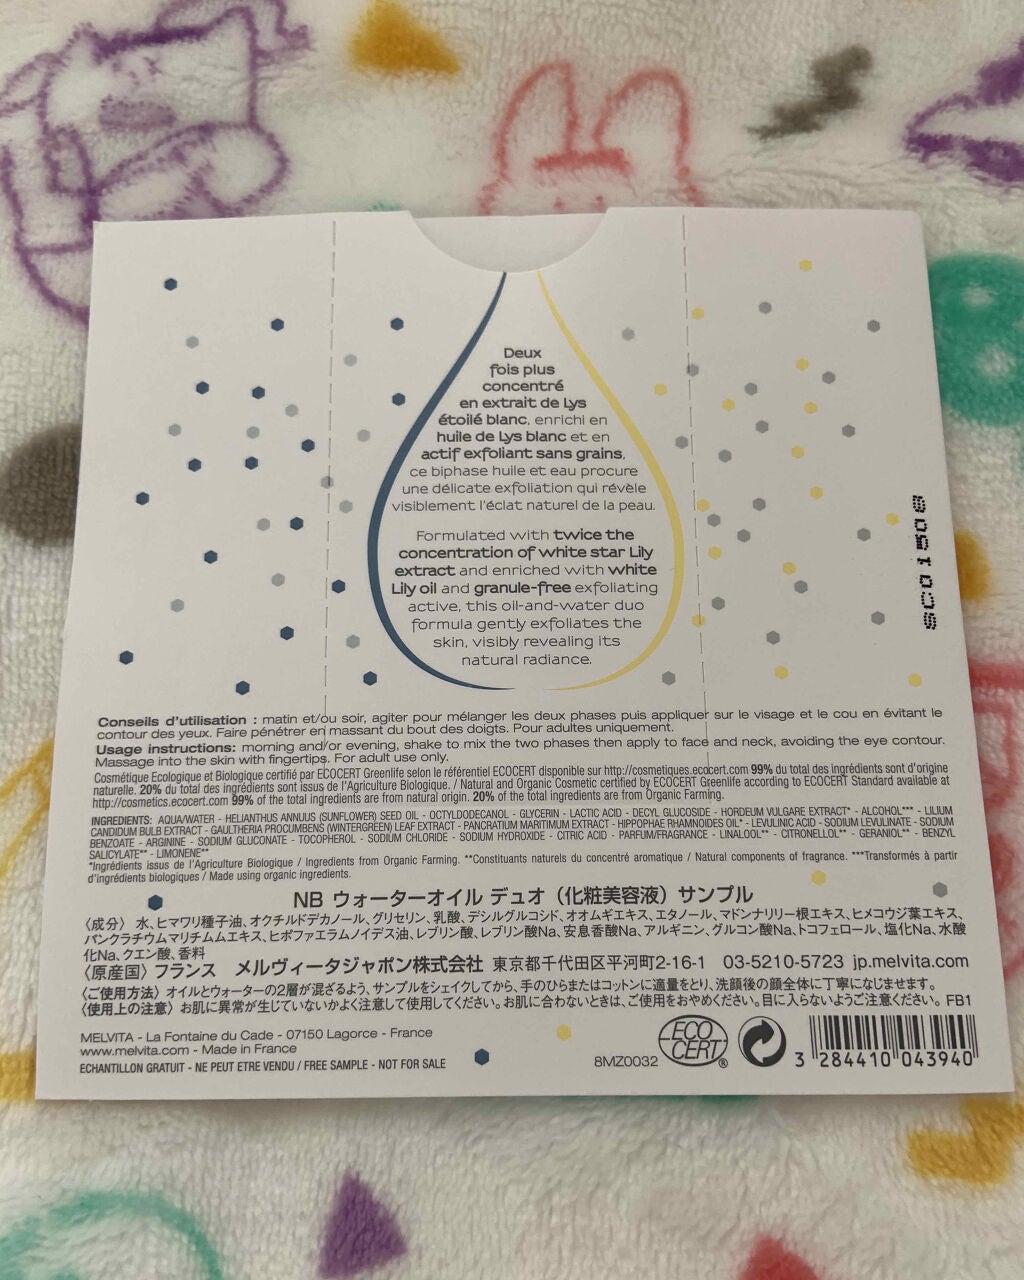 Deux
fois plus
concentré
en extrait de Lys
étoilé blanc, enrichi en
huile de Lys blanc et en
actif exfoliant sans grains,
ce biphase huile et eau procure
une délicate exfoliation qui révèle
visiblement l'éclat naturel de la peau.
Formulated with twice the
concentration of white star Lily
extract and enriched with white
Lily oil and granule-free exfoliating
active, this oil-and-water duo
formula gently exfoliates the
skin, visibly revealing its
natural radiance.
SC01508
Conseils d'utilisation : matin et/ou soir, agiter pour mélanger les deux phases puis appliquer sur le visage et le cou en évitant le
contour des yeux. Faire pénétrer en massant du bout des doigts. Pour adultes uniquement.
Usage instructions: morning and/or evening, shake to mix the two phases then apply to face and neck, avoiding the eye contour.
Massage into the skin with fingertips. For adult use only.
Cosmétique Ecologique et Biologique certifié par ECOCERT Greenlife selon le référentiel ECOCERT disponible sur http://cosmetiques.ecocert.com 99% du total des ingrédients sont d'origine
naturelle. 20% du total des ingrédients sont issus de l'Agriculture Biologique. / Natural and Organic Cosmetic certified by ECOCERT Greenlife according to ECOCERT Standard available at
http://cosmetics.ecocert.com 99% of the total ingredients are from natural origin. 20% of the total ingredients are from Organic Farming.
INGREDIENTS: AQUA/WATER - HELIANTHUS ANNUUS (SUNFLOWER) SEED OIL - OCTYLDODECANOL - GLYCERIN - LACTIC ACID - DECYL GLUCOSIDE - HORDEUM VULGARE EXTRACT* - ALCOHOL*** - LILIUM
CANDIDUM BULB EXTRACT - GAULTHERIA PROCUMBENS (WINTERGREEN) LEAF EXTRACT - PANCRATIUM MARITIMUM EXTRACT - HIPPOPHAE RHAMNOIDES OIL* - LEVULINIC ACID - SODIUM LEVULINATE - SODIUM
BENZOATE - ARGININE - SODIUM GLUCONATE - TOCOPHEROL - SODIUM CHLORIDE - SODIUM HYDROXIDE - CITRIC ACID - PARFUM/FRAGRANCE - LINALOOL** - CITRONELLOL** - GERANIOL** - BENZYL
SALICYLATE** - LIMONENE**
*Ingrédients issus de l'Agriculture Biologique / Ingredients from Organic Farming. **Constituants naturels du concentré aromatique / Natural components of fragrance. ***Transformés à partir
d'ingrédients biologiques / Made using organic ingredients.
NB ウォーターオイル デュオ（化粧美容液）サンプル
〈成分〉水、ヒマワリ種子油、オクチルドデカノール、グリセリン、乳酸、デシルグルコシド、オオムギエキス、エタノール、マドンナリリー根エキス、ヒメコウジ葉エキス、
パンクラチウムマリチムムエキス、ヒポファエラムノイデス油、レブリン酸、レブリン酸Na、安息香酸Na、アルギニン、グルコン酸Na、トコフェロール、塩化Na、水酸
化Na、クエン酸、香料
〈原産国〉フランス メルヴィータジャポン株式会社 東京都千代田区平河町2-16-1 03-5210-5723 jp.melvita.com
〈ご使用方法〉オイルとウォーターの2層が混ざるよう、サンプルをシェイクしてから、手のひらまたはコットンに適量をとり、洗顔後の顔全体に丁寧になじませます。
〈使用上の注意〉お肌に異常が生じていないかよく注意して使用してください。お肌に合わないときは、ご使用をおやめください。目に入らないようご注意ください。 FB1
MELVITA - La Fontaine du Cade - 07150 Lagorce - France
www.melvita.com - Made in France
ECHANTILLON GRATUIT - NE PEUT ETRE VENDU / FREE SAMPLE - NOT FOR SALE
8MZ0032
ECO
CERT®
3 284410 043940